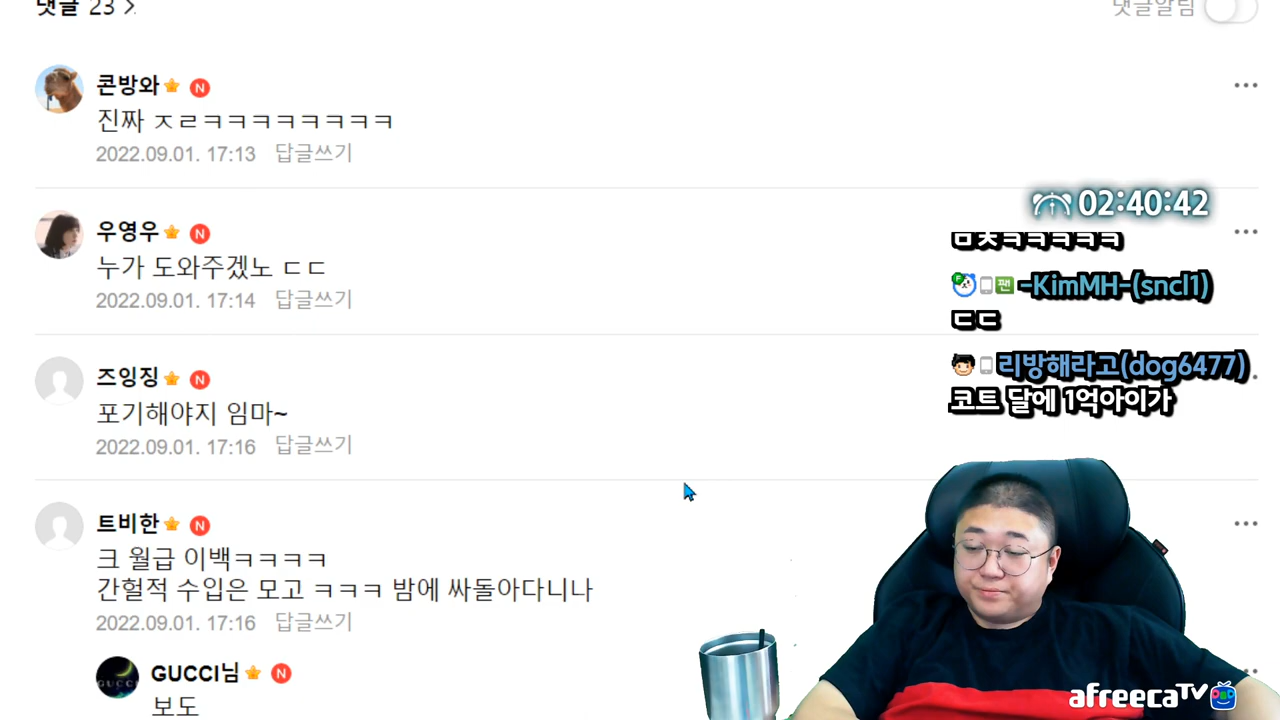 댓글 23
댓글알림
콘방와 N
진짜 ㅈㄹㅋㅋㅋㅋㅋㅋㅋㅋ
2022.09.01. 17:13 답글쓰기
우영우 N
누가 도와주겠노 ㄷㄷ
2022.09.01. 17:14 답글쓰기
즈잉징 N
포기해야지 임마~
2022.09.01. 17:16 답글쓰기
트비한 N
크 월급 이백ㅋㅋㅋㅋ
간헐적 수입은 모고 ㅋㅋㅋ 밤에 싸돌아다니나
2022.09.01. 17:16 답글쓰기
GUCCI
GUCCI님 N
보도
02:40:42
ㅁㅊㅋㅋㅋㅋㅋ
F 팬 -KimMH-(sncl1)
ㄷㄷ
리방해라고(dog6477)
코트 달에 1억아이가
afreecaTV